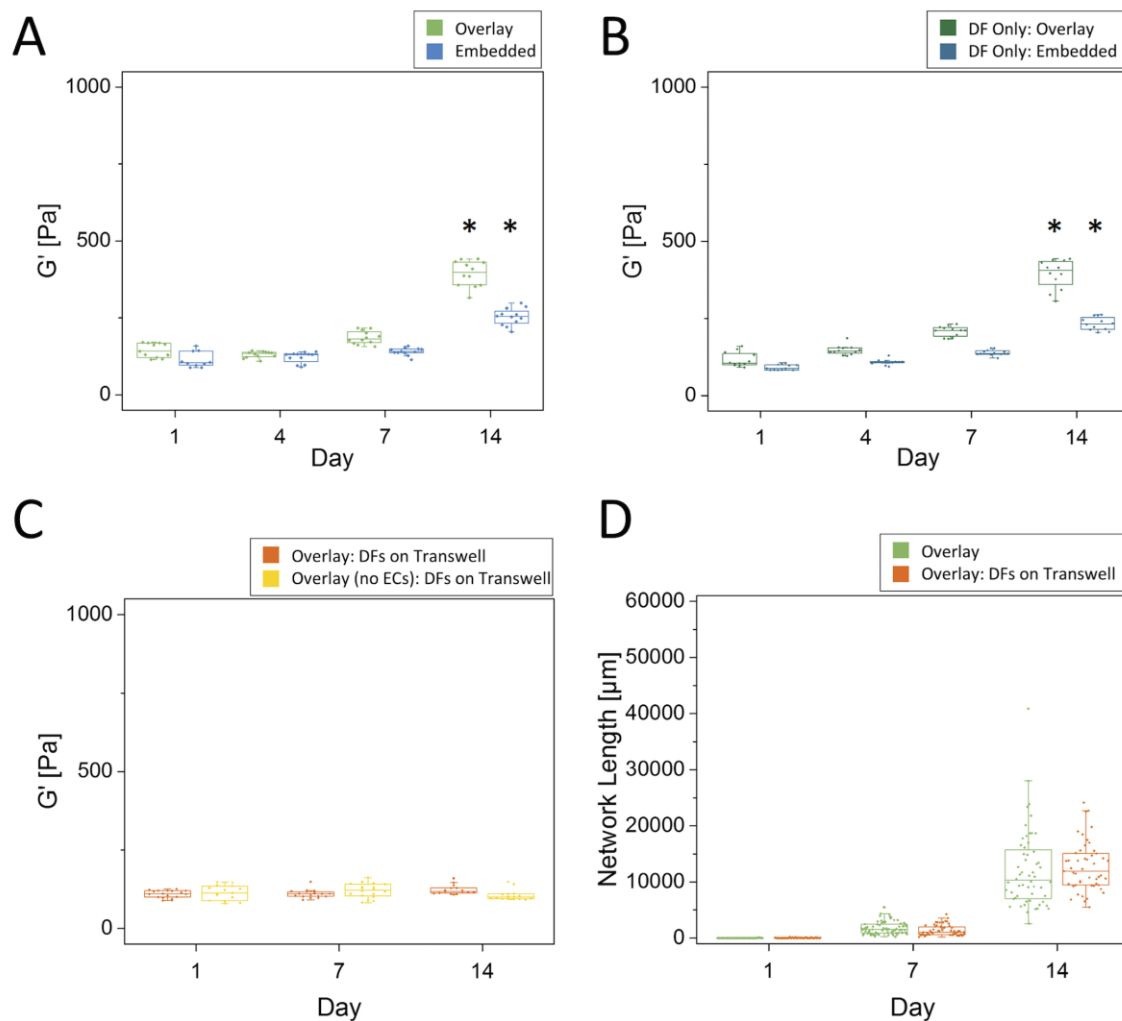 A
Overlay
Embedded
1000
500
0
G' [Pa]
* *
1 4 7 14
Day
B
DF Only: Overlay
DF Only: Embedded
1000
500
0
G' [Pa]
* *
1 4 7 14
Day
C
Overlay: DFs on Transwell
Overlay (no ECs): DFs on Transwell
1000
500
0
G' [Pa]
1 7 14
Day
D
Overlay
Overlay: DFs on Transwell
60000
50000
40000
30000
20000
10000
0
Network Length [μm]
1 7 14
Day